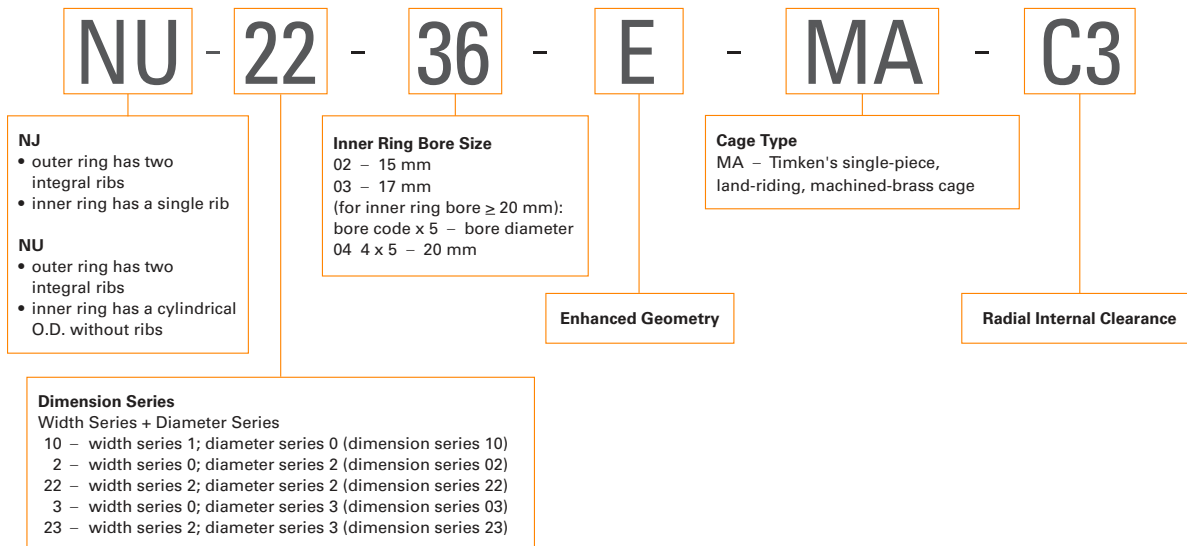 NU - 22 - 36 - E - MA - C3
NJ
• outer ring has two
integral ribs
• inner ring has a single rib
NU
• outer ring has two
integral ribs
• inner ring has a cylindrical
O.D. without ribs
Inner Ring Bore Size
02 – 15 mm
03 – 17 mm
(for inner ring bore ≥ 20 mm):
bore code x 5 – bore diameter
04 4 x 5 – 20 mm
Cage Type
MA – Timken's single-piece,
land-riding, machined-brass cage
Enhanced Geometry
Radial Internal Clearance
Dimension Series
Width Series + Diameter Series
10 – width series 1; diameter series 0 (dimension series 10)
2 – width series 0; diameter series 2 (dimension series 02)
22 – width series 2; diameter series 2 (dimension series 22)
3 – width series 0; diameter series 3 (dimension series 03)
23 – width series 2; diameter series 3 (dimension series 23)